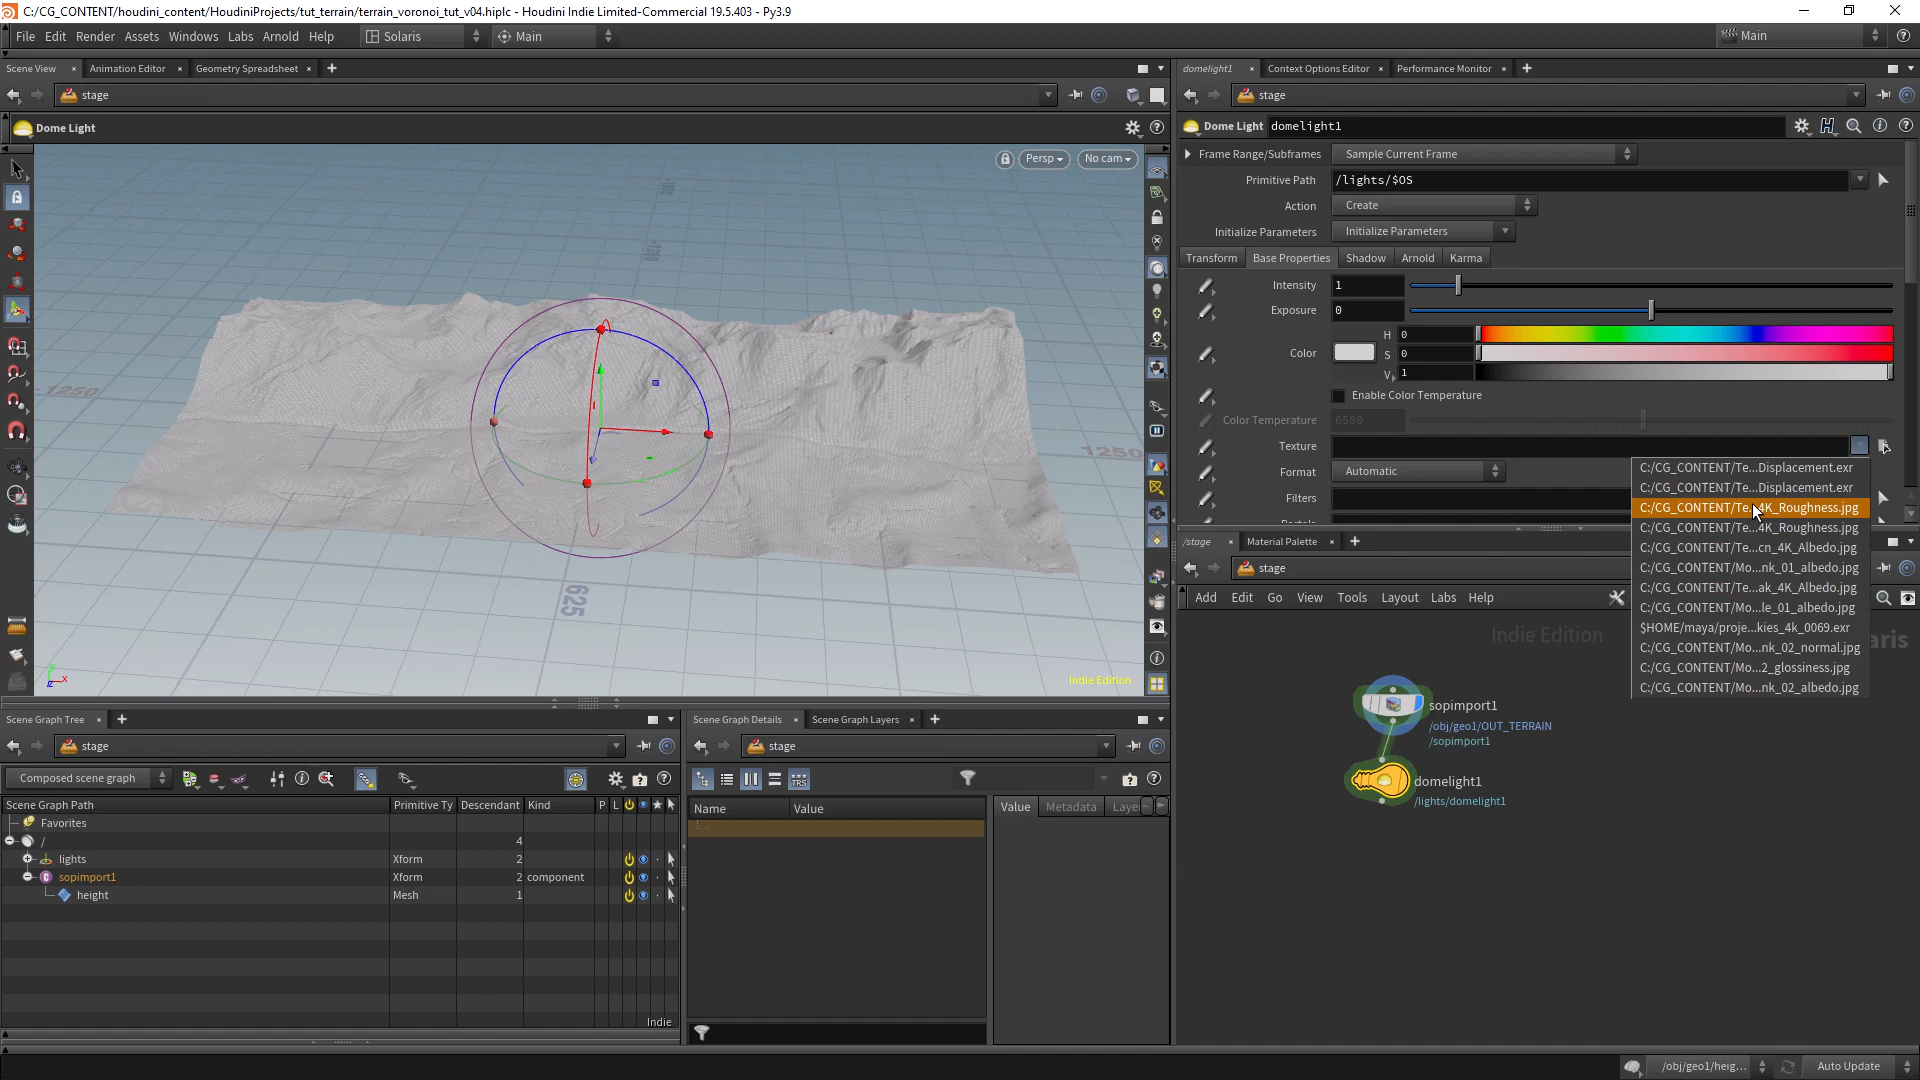 C:/CG_CONTENT/houdini_content/HoudiniProjects/tut_terrain/terrain_voronoi_tut_v04.hiplc - Houdini Indie Limited-Commercial 19.5.403 - Py3.9
File Edit Render Assets Windows Labs Arnold Help Solaris Main Main
Scene View Animation Editor Geometry Spreadsheet
stage
Dome Light
Persp No cam
1250
1250
625
Indie Edition
domelight1 Context Options Editor Performance Monitor
stage
Dome Light domelight1
Frame Range/Subframes Sample Current Frame
Primitive Path /lights/$OS
Action Create
Initialize Parameters Initialize Parameters
Transform Base Properties Shadow Arnold Karma
Intensity 1
Exposure 0
H 0
Color S 0
V 1
Enable Color Temperature
Color Temperature 6500
Texture
Format Automatic
Filters
C:/CG_CONTENT/Te...Displacement.exr
C:/CG_CONTENT/Te...Displacement.exr
C:/CG_CONTENT/Te...4K_Roughness.jpg
C:/CG_CONTENT/Te...4K_Roughness.jpg
C:/CG_CONTENT/Te...cn_4K_Albedo.jpg
C:/CG_CONTENT/Mo...nk_01_albedo.jpg
C:/CG_CONTENT/Te...ak_4K_Albedo.jpg
C:/CG_CONTENT/Mo...le_01_albedo.jpg
$HOME/maya/proje...kies_4k_0069.exr
C:/CG_CONTENT/Mo...nk_02_normal.jpg
C:/CG_CONTENT/Mo...2_glossiness.jpg
C:/CG_CONTENT/Mo...nk_02_albedo.jpg
/stage Material Palette
stage
Add Edit Go View Tools Layout Labs Help
Indie Edition
sopimport1
/obj/geo1/OUT_TERRAIN
/sopimport1
domelight1
/lights/domelight1
Scene Graph Tree
stage
Composed scene graph
Scene Graph Path Primitive Ty Descendant Kind P L
Favorites
/ 4
lights Xform 2
sopimport1 Xform 2 component
height Mesh 1
Indie
Scene Graph Details Scene Graph Layers
stage
Name Value
Value Metadata Laye
/obj/geo1/heig... Auto Update